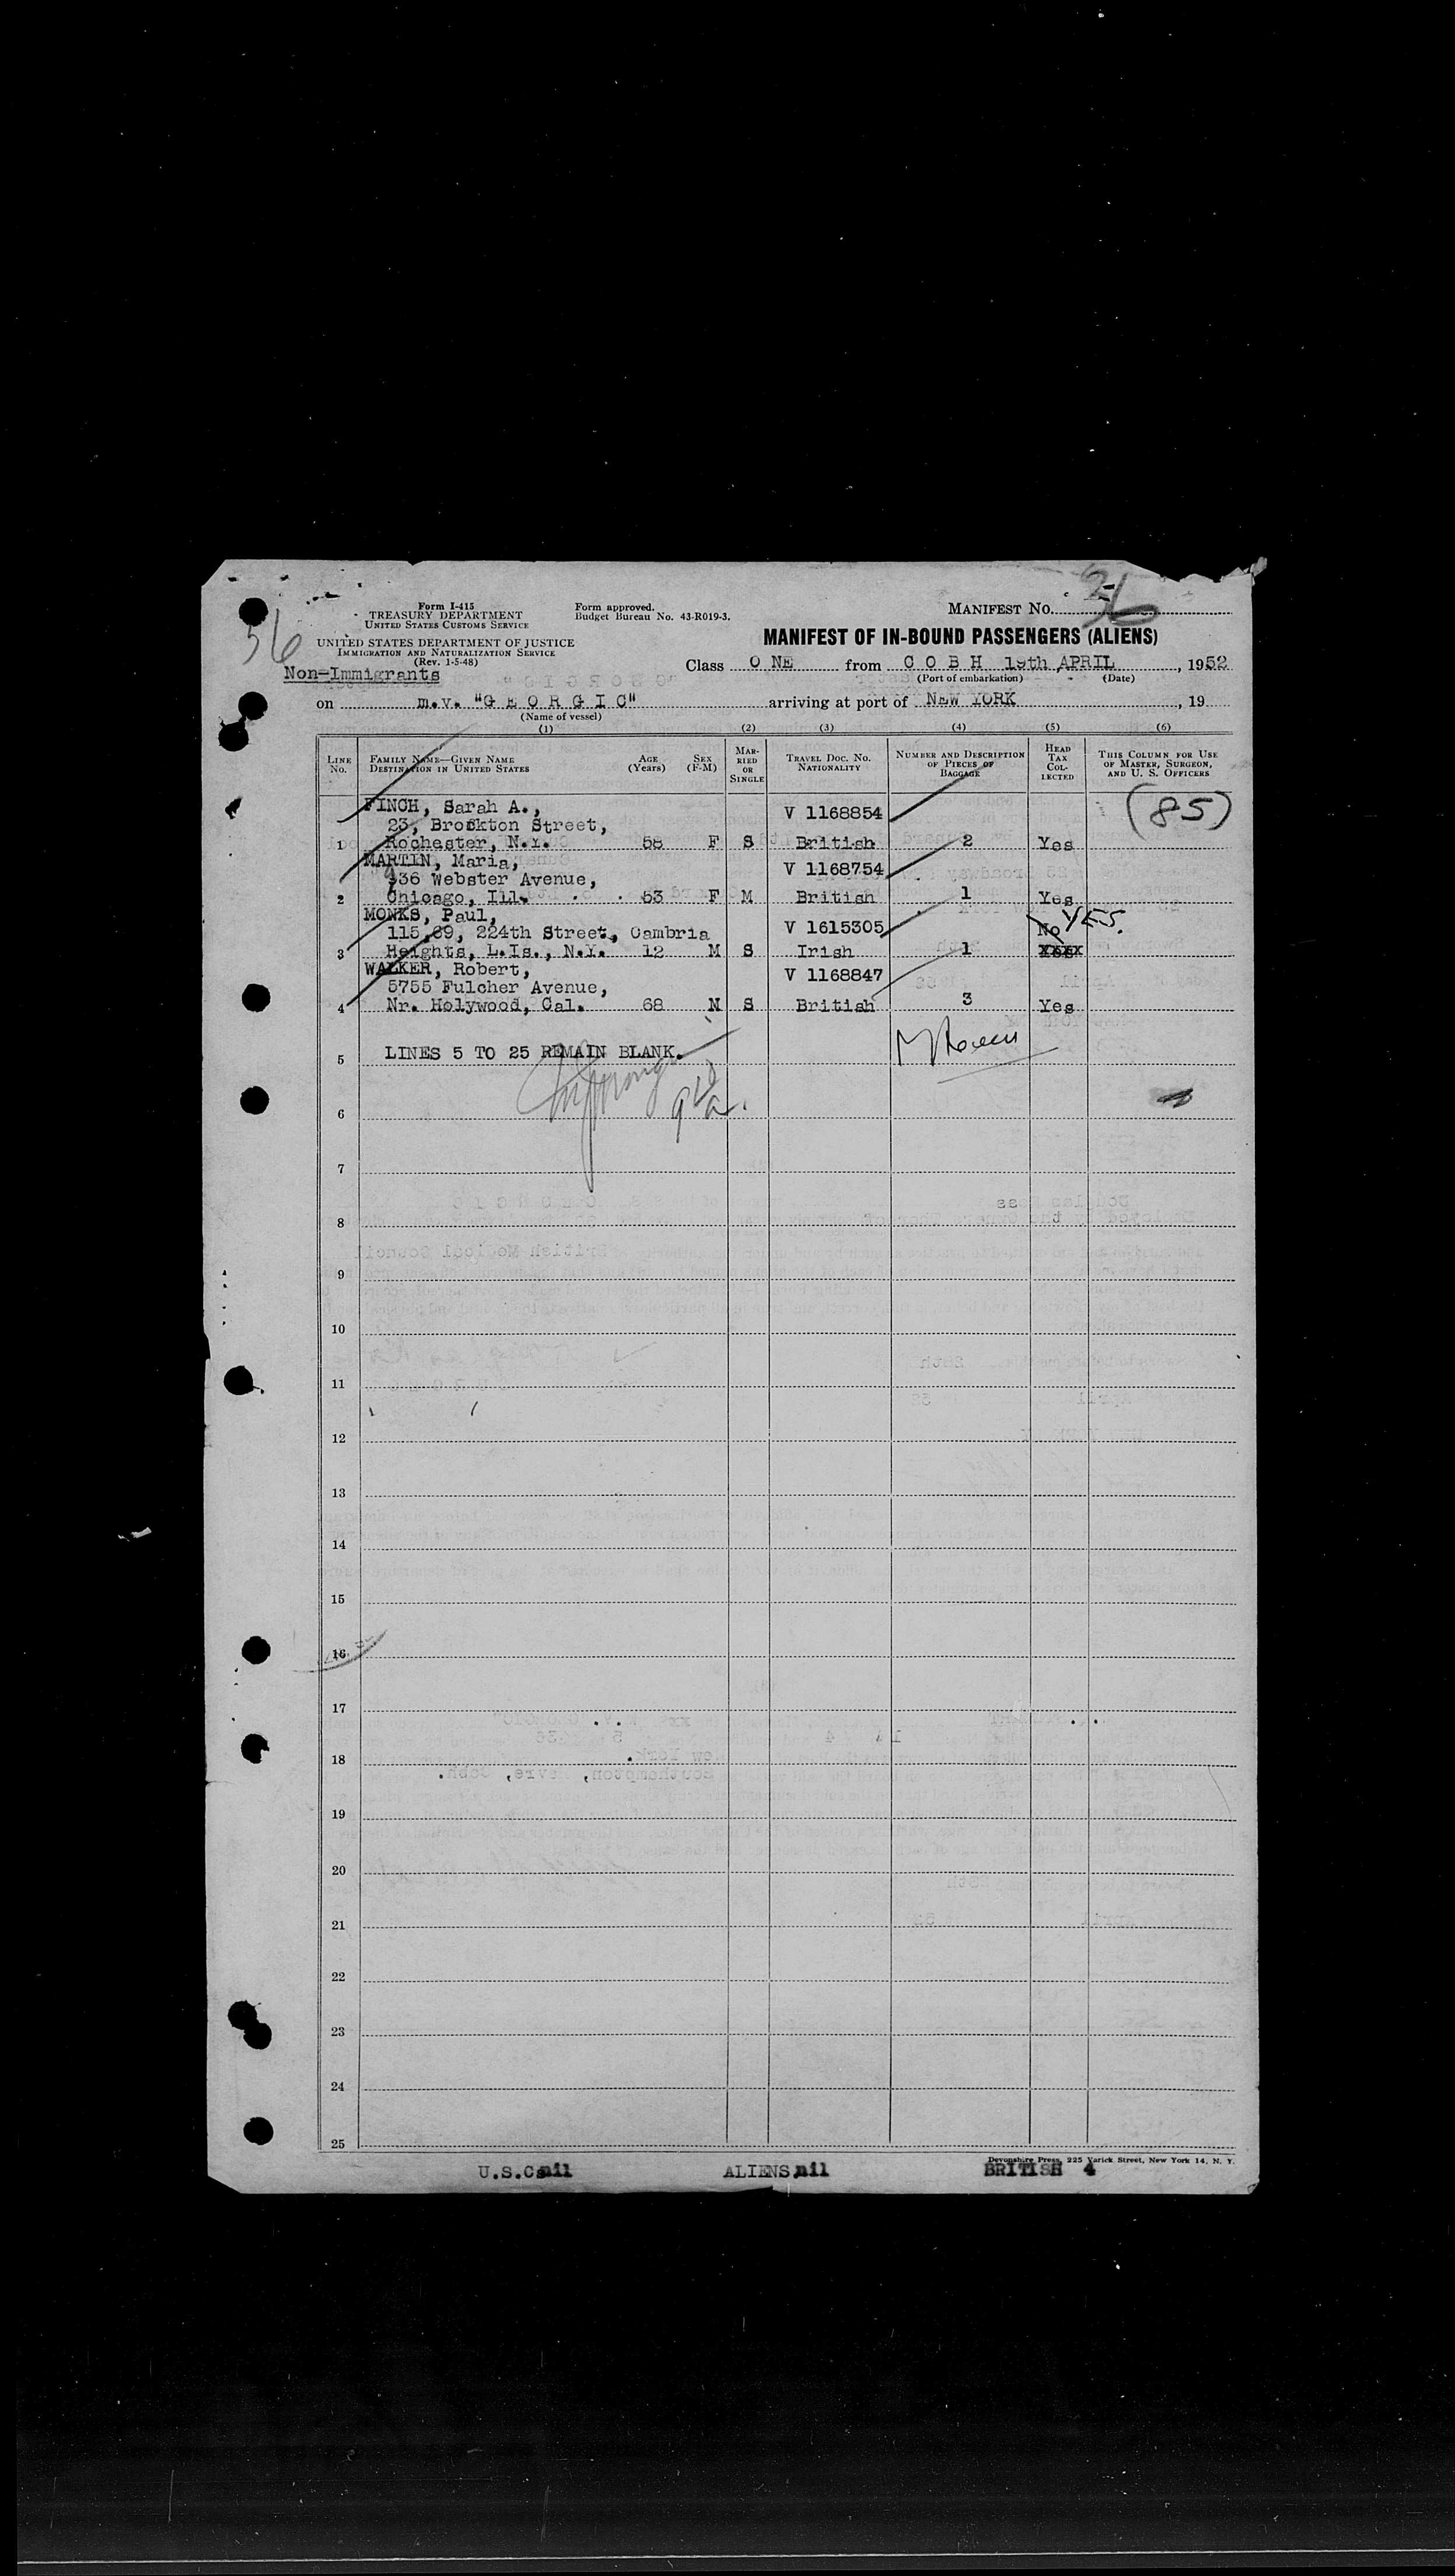 Form I-415
TREASURY DEPARTMENT
UNITED STATES CUSTOMS SERVICE
Form approved.
Budget Bureau No. 43-R019-3.
MANIFEST No. 36
56
UNITED STATES DEPARTMENT OF JUSTICE
IMMIGRATION AND NATURALIZATION SERVICE
(Rev. 1-5-48)
MANIFEST OF IN-BOUND PASSENGERS (ALIENS)
Non-Immigrants
Class O NE from C O B H 19th APRIL, 1952
(Port of embarkation) (Date)
on m.v. "G E O R G I C" arriving at port of NEW YORK, 19
(Name of vessel)
(1) (2) (3) (4) (5) (6)
LINE No. FAMILY NAME—GIVEN NAME DESTINATION IN UNITED STATES AGE (Years) SEX (F-M) MARRIED OR SINGLE TRAVEL DOC. NO. NATIONALITY NUMBER AND DESCRIPTION OF PIECES OF BAGGAGE HEAD TAX COLLECTED THIS COLUMN FOR USE OF MASTER, SURGEON, AND U. S. OFFICERS
FINCH, Sarah A., V 1168854 (85)
23, Brockton Street,
1 Rochester, N.Y. 58 F S British 2 Yes
MARTIN, Maria, V 1168754
936 Webster Avenue,
2 Chicago, Ill. 53 F M British 1 Yes
MONKS, Paul, V 1615305 YES.
115,89, 224th Street, Cambria No
3 Heights, L.Is., N.Y. 12 M S Irish 1
WALKER, Robert, V 1168847
5755 Fulcher Avenue,
4 Nr. Holywood, Cal. 68 M S British 3 Yes
5 LINES 5 TO 25 REMAIN BLANK.
6
7
8
9
10
11
12
13
14
15
16
17
18
19
20
21
22
23
24
25
Devonshire Press, 225 Varick Street, New York 14, N. Y.
U.S.Cs nil ALIENS nil BRITISH 4